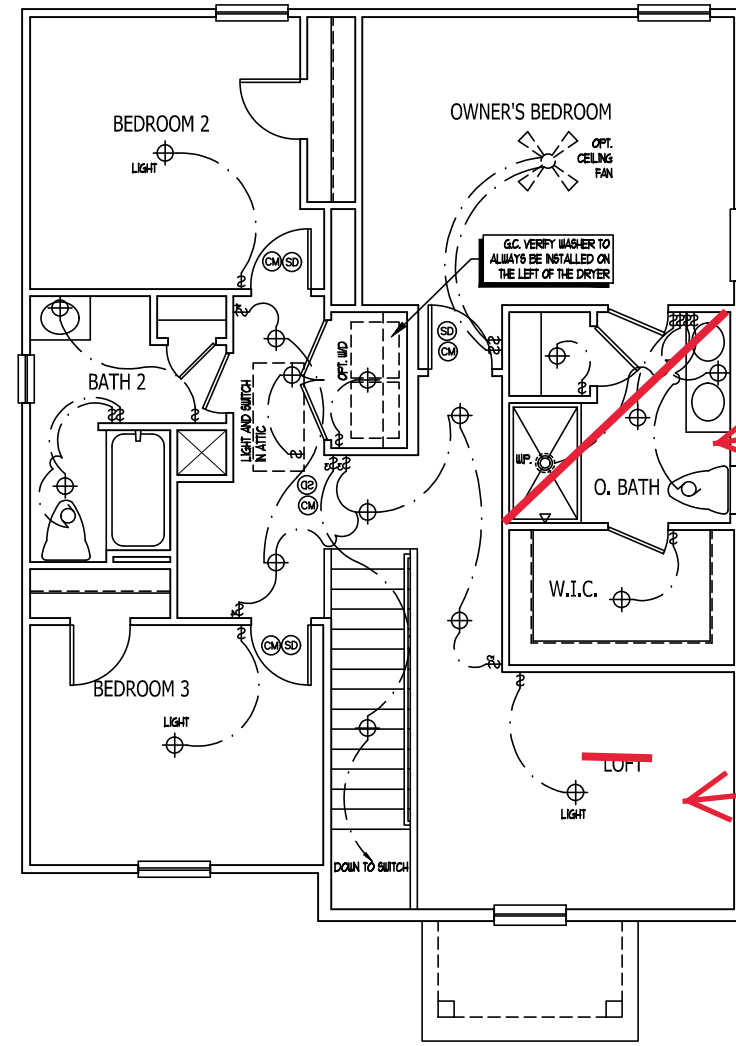 BEDROOM 2
LIGHT
OWNER'S BEDROOM
OPT.
CEILING
FAN
G.C. VERIFY WASHER TO
ALWAYS BE INSTALLED ON
THE LEFT OF THE DRYER
CM SD
SD
CM
BATH 2
OPT. W/D
LIGHT AND SWITCH
IN ATTIC
W.P.
O. BATH
SD
CM
W.I.C.
CM SD
BEDROOM 3
LIGHT
LOFT
LIGHT
DOWN TO SWITCH